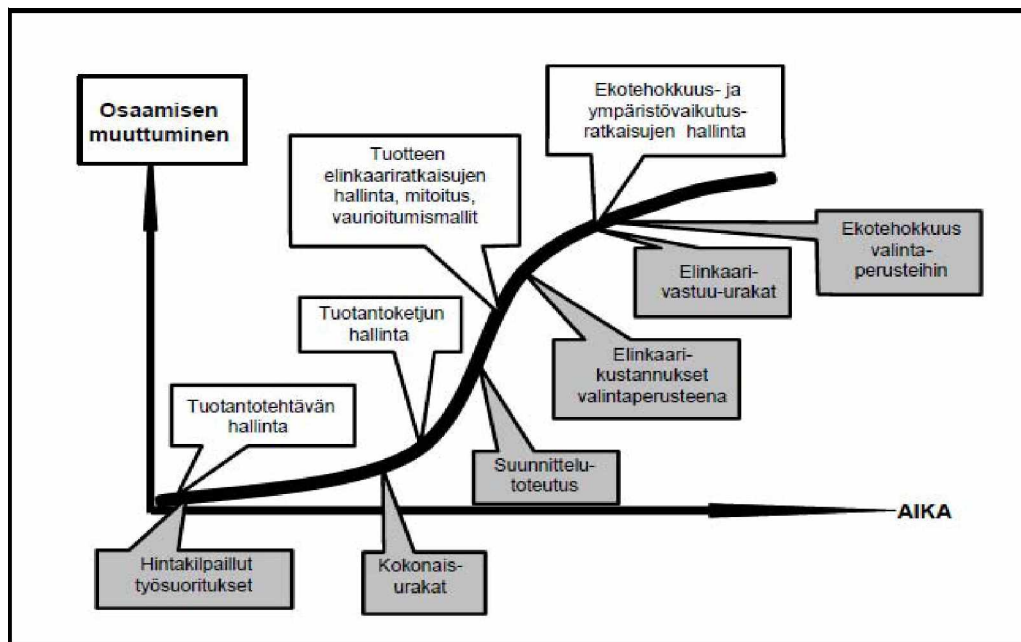 Osaamisen
muuttuminen
Ekotehokkuus- ja
ympäristövaikutus-
ratkaisujen hallinta
Tuotteen
elinkaariratkaisujen
hallinta, mitoitus,
vaurioitumismallit
Ekotehokkuus
valinta-
perusteihin
Elinkaari-
vastuu-urakat
Tuotantoketjun
hallinta
Elinkaari-
kustannukset
valintaperusteena
Tuotantotehtävän
hallinta
Suunnittelu-
toteutus
AIKA
Hintakilpaillut
työsuoritukset
Kokonais-
urakat